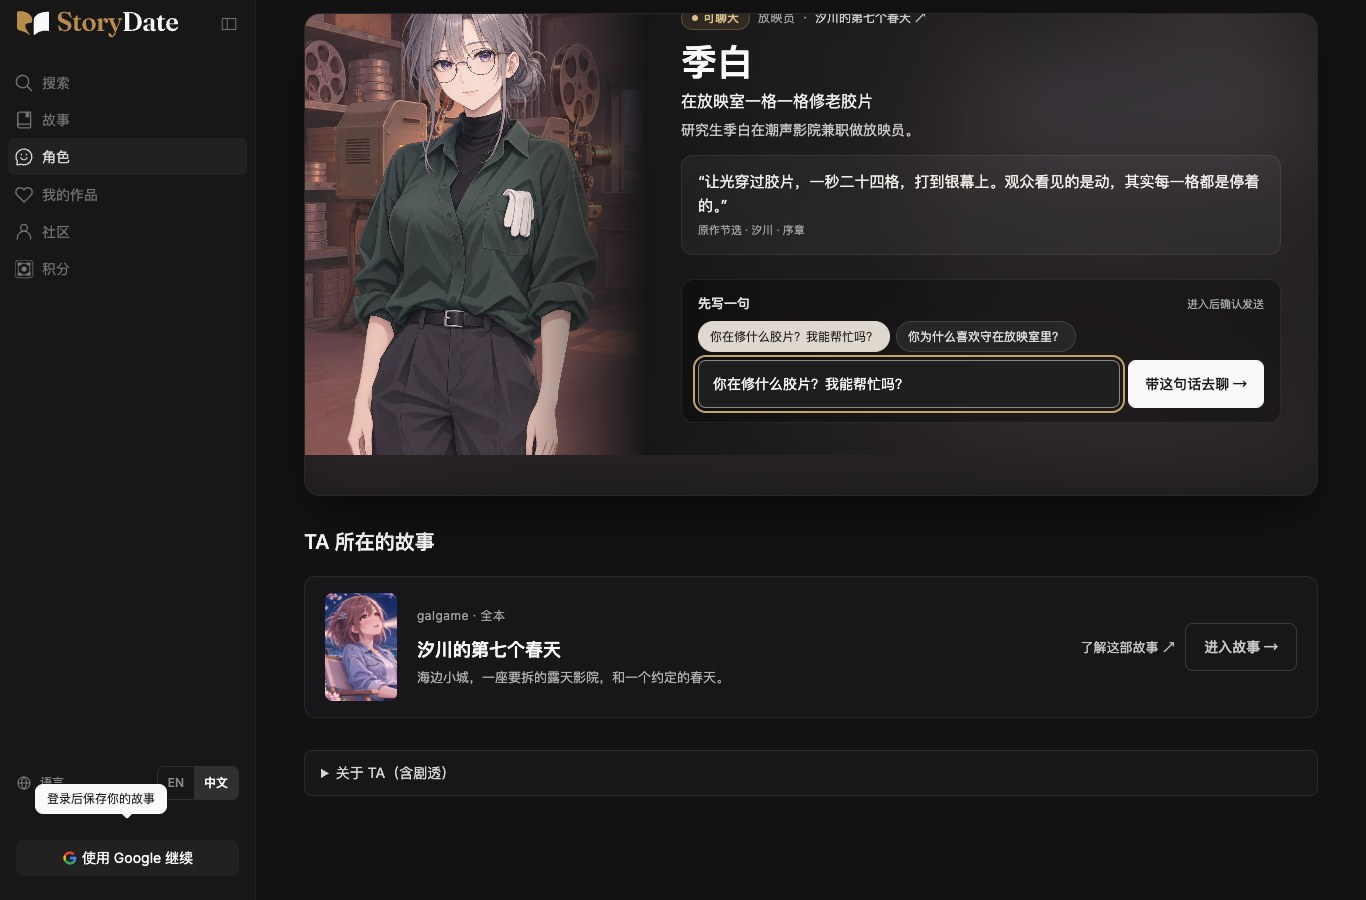 StoryDate
搜索
故事
角色
我的作品
社区
积分
语言
EN 中文
登录后保存你的故事
使用 Google 继续
可聊天 放映员 · 汐川的第七个春天 ↗
季白
在放映室一格一格修老胶片
研究生季白在潮声影院兼职做放映员。
“让光穿过胶片，一秒二十四格，打到银幕上。观众看见的是动，其实每一格都是停着
的。”
原作节选 · 汐川 · 序章
先写一句 进入后确认发送
你在修什么胶片？我能帮忙吗？ 你为什么喜欢守在放映室里？
你在修什么胶片？我能帮忙吗？ 带这句话去聊 →
TA 所在的故事
galgame · 全本
汐川的第七个春天
海边小城，一座要拆的露天影院，和一个约定的春天。
了解这部故事 ↗ 进入故事 →
▶ 关于 TA（含剧透）